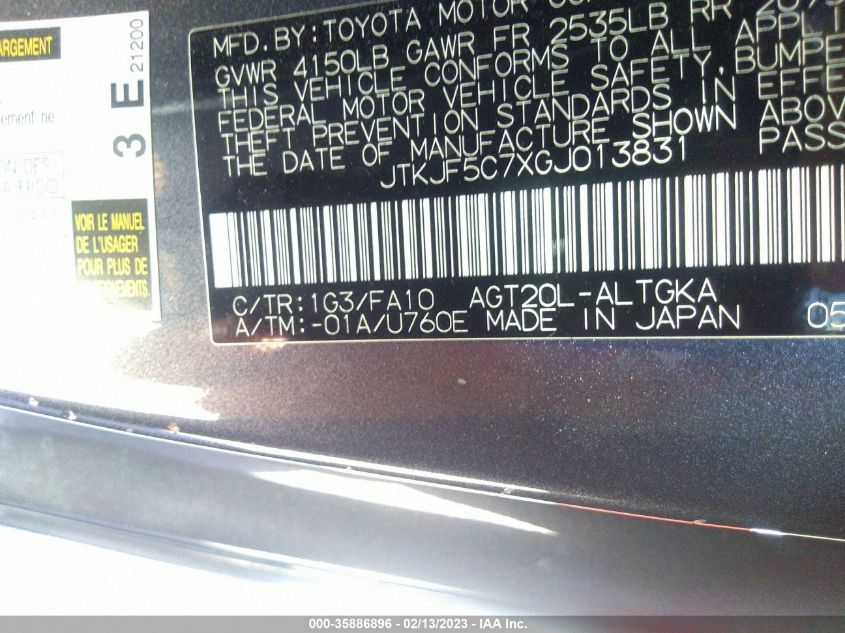 ARGEMENT
ement ne
ON DES
A FROID
3 E
21200
VOIR LE MANUEL
DE L'USAGER
POUR PLUS DE
MFD. BY: TOYOTA MOTOR
GVWR 4150LB GAWR FR 2535LB RR
THIS VEHICLE CONFORMS TO ALL APPLI
FEDERAL MOTOR VEHICLE SAFETY, BUMPE
THEFT PREVENTION STANDARDS IN EFFE
THE DATE OF MANUFACTURE SHOWN ABOV
JTKJF5C7XGJ013831 PASS
C/TR: 1G3/FA10 AGT20L-ALTGKA
A/TM: -01A/U760E MADE IN JAPAN 05
000-35886896 - 02/13/2023 - IAA Inc.